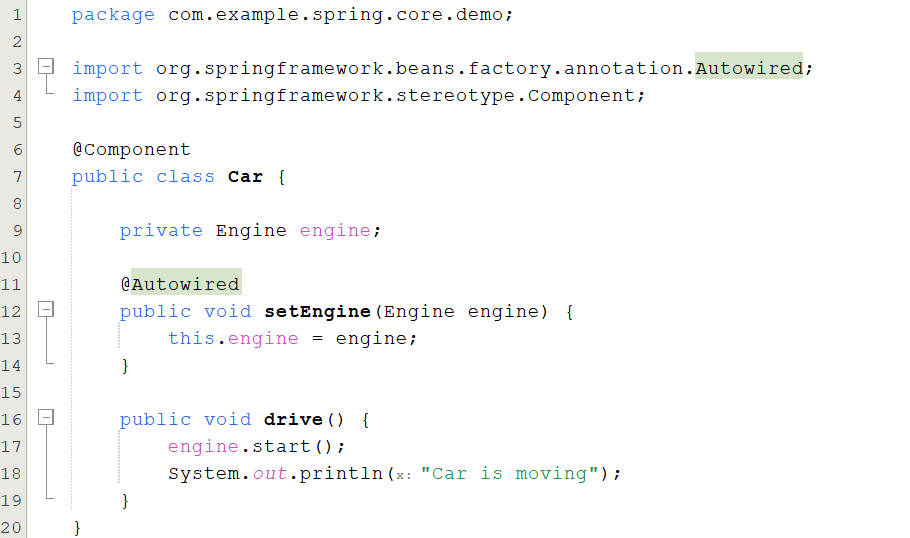 1 package com.example.spring.core.demo;
2
3 import org.springframework.beans.factory.annotation.Autowired;
4 import org.springframework.stereotype.Component;
5
6 @Component
7 public class Car {
8
9 private Engine engine;
10
11 @Autowired
12 public void setEngine(Engine engine) {
13 this.engine = engine;
14 }
15
16 public void drive() {
17 engine.start();
18 System.out.println(x: "Car is moving");
19 }
20 }